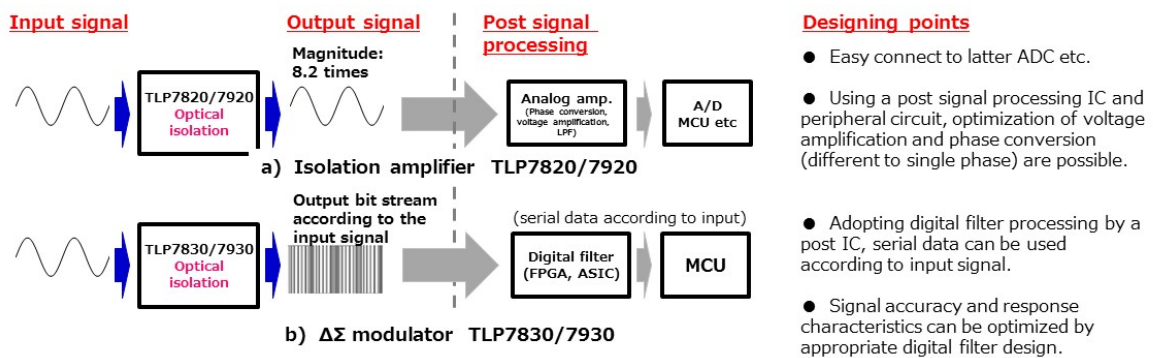 Input signal
Output signal
Post signal
processing
Designing points
Magnitude:
8.2 times
TLP7820/7920
Optical
isolation
Analog amp.
(Phase conversion,
voltage amplification,
LPF)
A/D
MCU etc
a) Isolation amplifier TLP7820/7920
● Easy connect to latter ADC etc.
● Using a post signal processing IC and
peripheral circuit, optimization of voltage
amplification and phase conversion
(different to single phase) are possible.
Output bit stream
according to the
input signal
TLP7830/7930
Optical
isolation
(serial data according to input)
Digital filter
(FPGA, ASIC)
MCU
b) ΔΣ modulator TLP7830/7930
● Adopting digital filter processing by a
post IC, serial data can be used
according to input signal.
● Signal accuracy and response
characteristics can be optimized by
appropriate digital filter design.